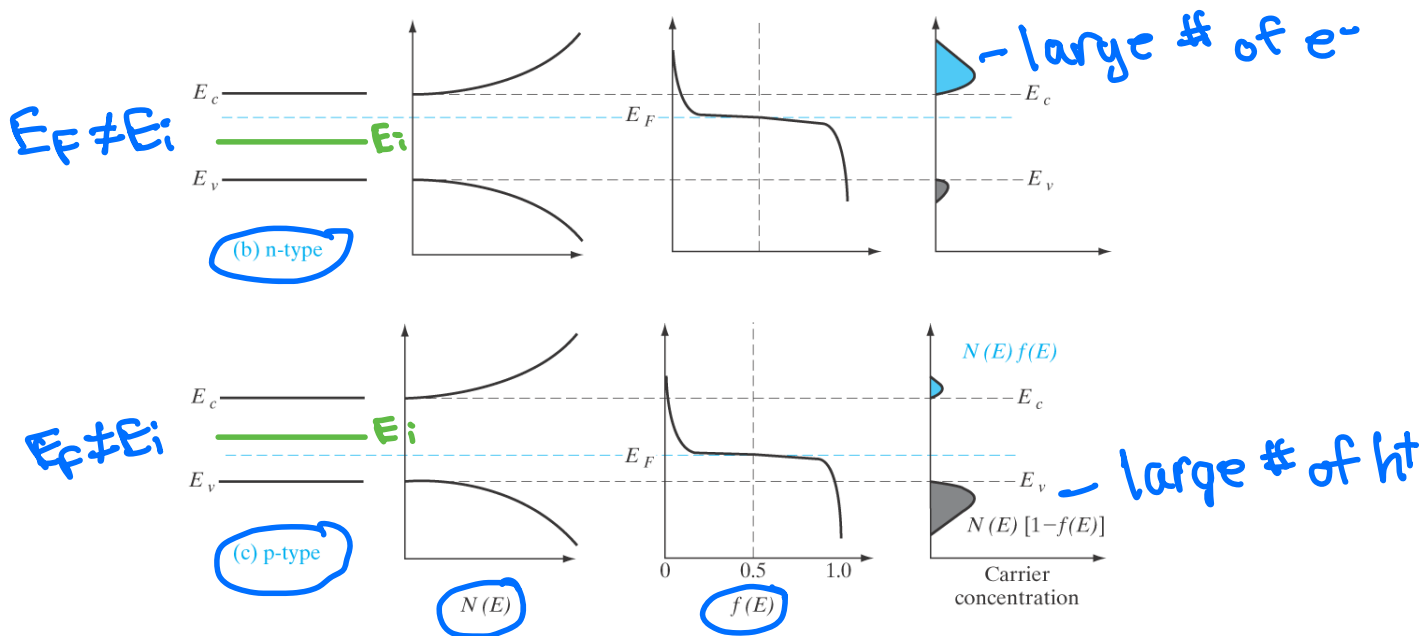 – large # of e⁻
E_c
E_c
E_F ≠ E_i
E_F
E_i
E_v
E_v
(b) n-type
N (E) f(E)
E_c
E_c
E_F ≠ E_i
E_i
E_F
E_v
E_v
– large # of h⁺
N (E) [1−f(E)]
(c) p-type
0
0.5
1.0
Carrier
concentration
N (E)
f (E)